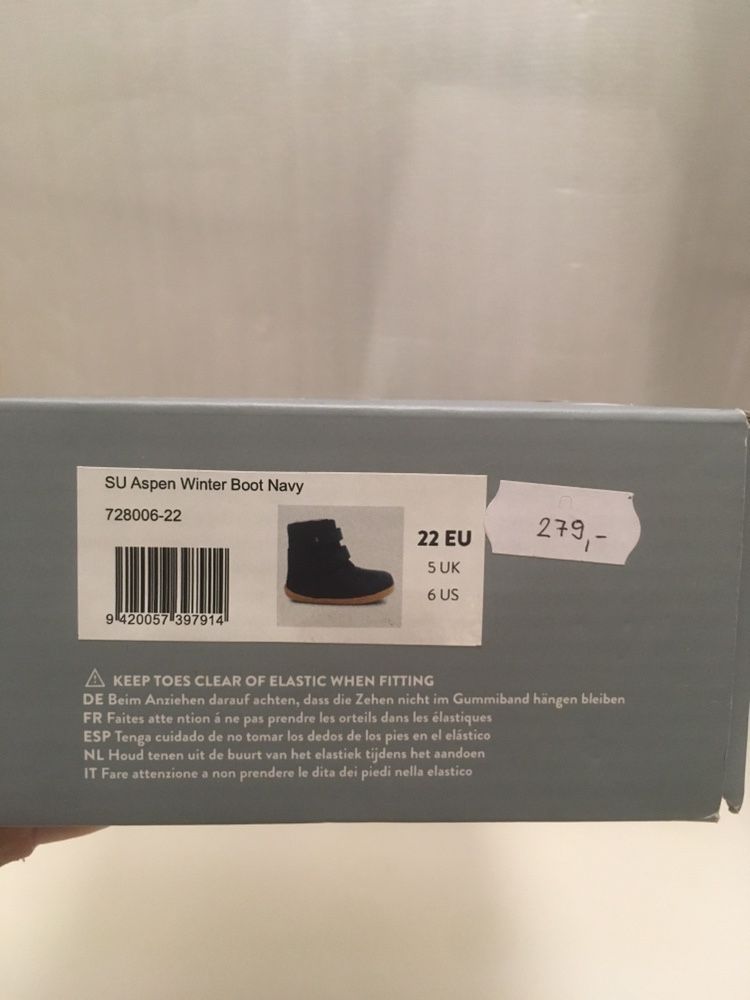 SU Aspen Winter Boot Navy
728006-22
9 420057 397914
22 EU
5 UK
6 US
279,-
KEEP TOES CLEAR OF ELASTIC WHEN FITTING
DE Beim Anziehen darauf achten, dass die Zehen nicht im Gummiband hängen bleiben
FR Faites atte ntion á ne pas prendre les orteils dans les élastiques
ESP Tenga cuidado de no tomar los dedos de los pies en el elástico
NL Houd tenen uit de buurt van het elastiek tijdens het aandoen
IT Fare attenzione a non prendere le dita dei piedi nella elastico